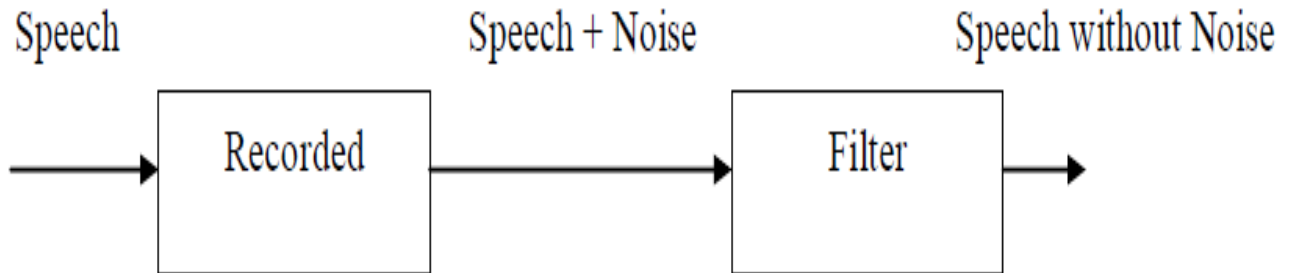 Speech
Speech + Noise
Speech without Noise
Recorded
Filter